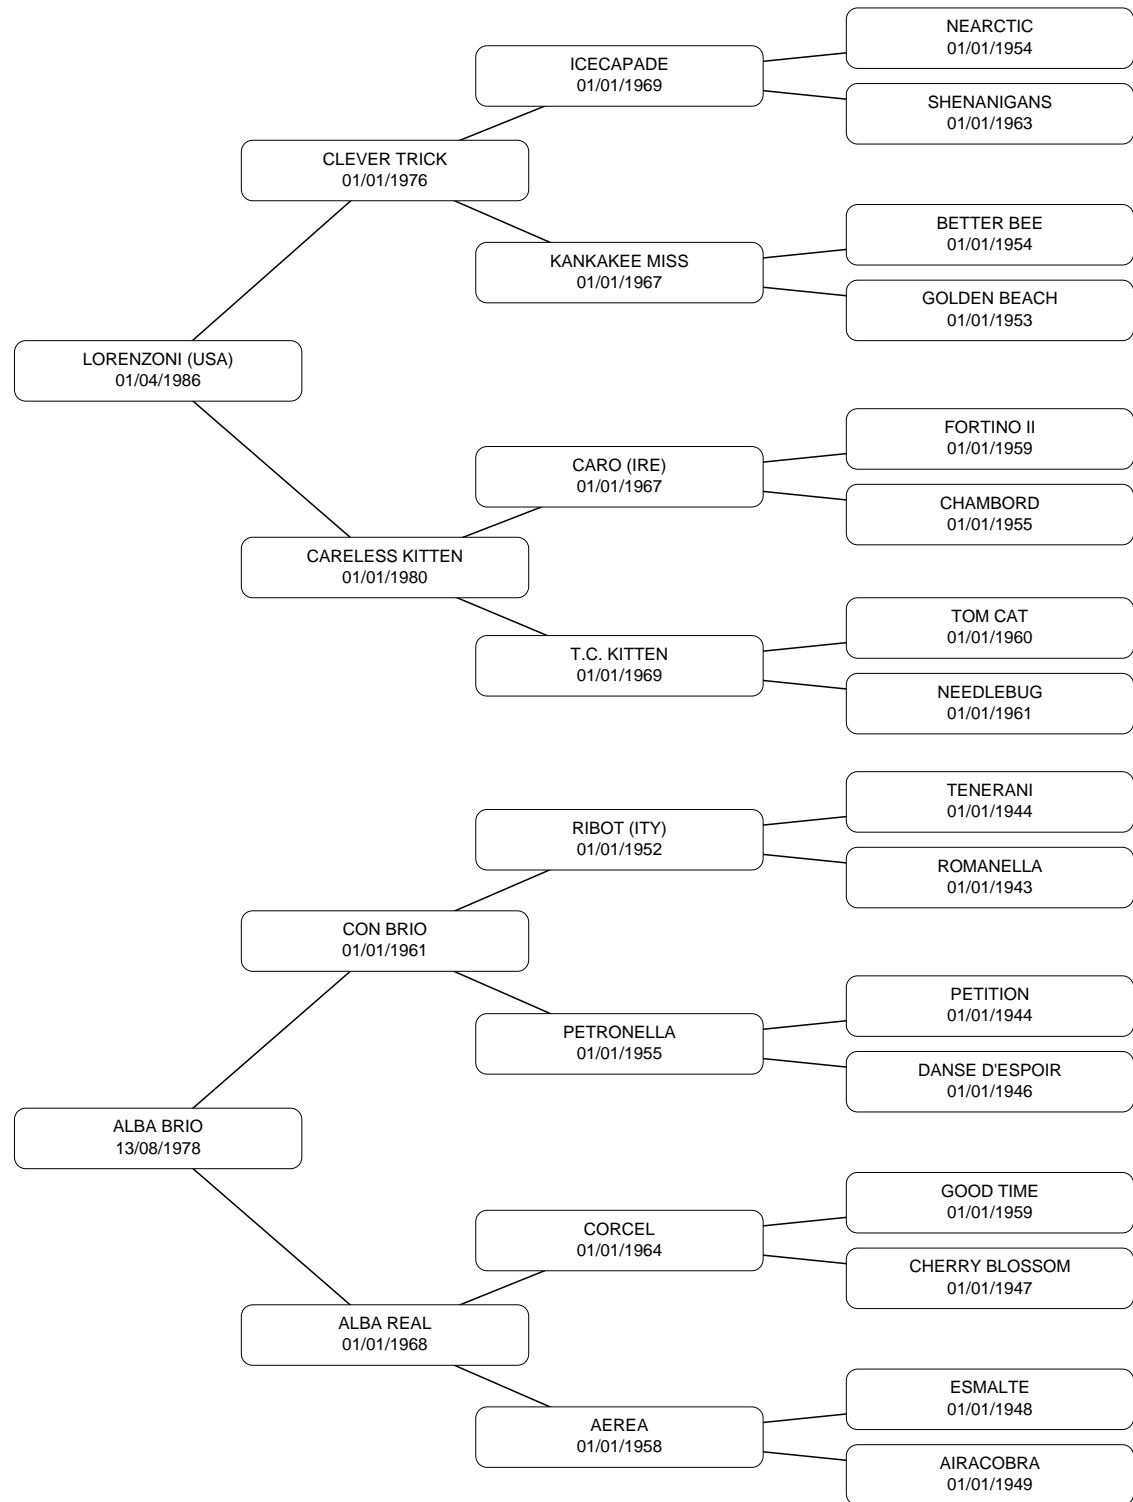 NEARCTIC
01/01/1954
ICECAPADE
01/01/1969
SHENANIGANS
01/01/1963
CLEVER TRICK
01/01/1976
BETTER BEE
01/01/1954
KANKAKEE MISS
01/01/1967
GOLDEN BEACH
01/01/1953
LORENZONI (USA)
01/04/1986
FORTINO II
01/01/1959
CARO (IRE)
01/01/1967
CHAMBORD
01/01/1955
CARELESS KITTEN
01/01/1980
TOM CAT
01/01/1960
T.C. KITTEN
01/01/1969
NEEDLEBUG
01/01/1961
TENERANI
01/01/1944
RIBOT (ITY)
01/01/1952
ROMANELLA
01/01/1943
CON BRIO
01/01/1961
PETITION
01/01/1944
PETRONELLA
01/01/1955
DANSE D'ESPOIR
01/01/1946
ALBA BRIO
13/08/1978
GOOD TIME
01/01/1959
CORCEL
01/01/1964
CHERRY BLOSSOM
01/01/1947
ALBA REAL
01/01/1968
ESMALTE
01/01/1948
AEREA
01/01/1958
AIRACOBRA
01/01/1949